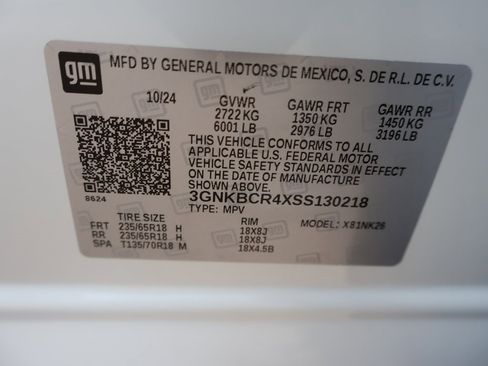 gm
MFD BY GENERAL MOTORS DE MEXICO, S. DE R.L. DE C.V.
10/24 GVWR GAWR FRT GAWR RR
2722 KG 1350 KG 1450 KG
6001 LB 2976 LB 3196 LB
THIS VEHICLE CONFORMS TO ALL
APPLICABLE U.S. FEDERAL MOTOR
VEHICLE SAFETY STANDARDS IN EFFECT
ON THE DATE OF MANUFACTURE
SHOWN ABOVE
8624 3GNKBCR4XSS130218
TYPE: MPV
TIRE SIZE RIM MODEL: X81NK26
FRT 235/65R18 H 18X8J
RR 235/65R18 H 18X8J
SPA T135/70R18 M 18X4.5B